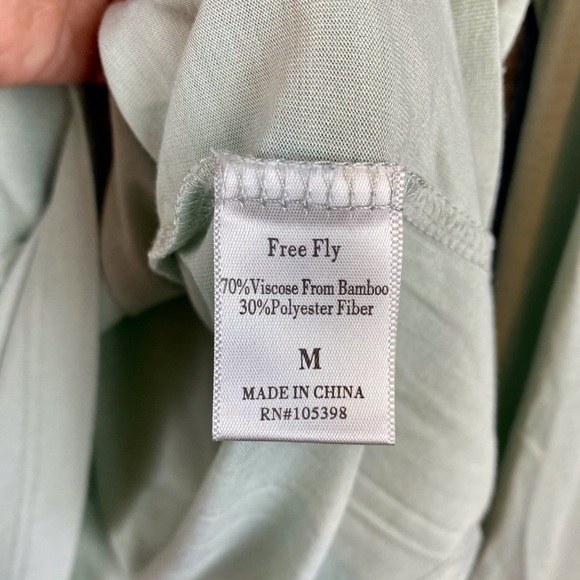 Free Fly
70%Viscose From Bamboo
30%Polyester Fiber
M
MADE IN CHINA
RN#105398